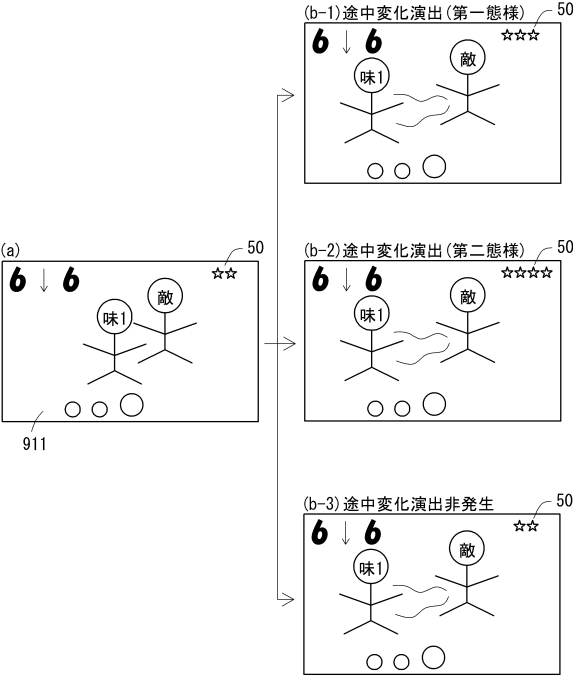 (b-1)途中変化演出(第一態様)
50
6↓6
☆☆☆
味1
敵
(a)
50
6↓6
☆☆
味1
敵
911
(b-2)途中変化演出(第二態様)
50
6↓6
☆☆☆☆
味1
敵
(b-3)途中変化演出非発生
50
6↓6
☆☆
味1
敵